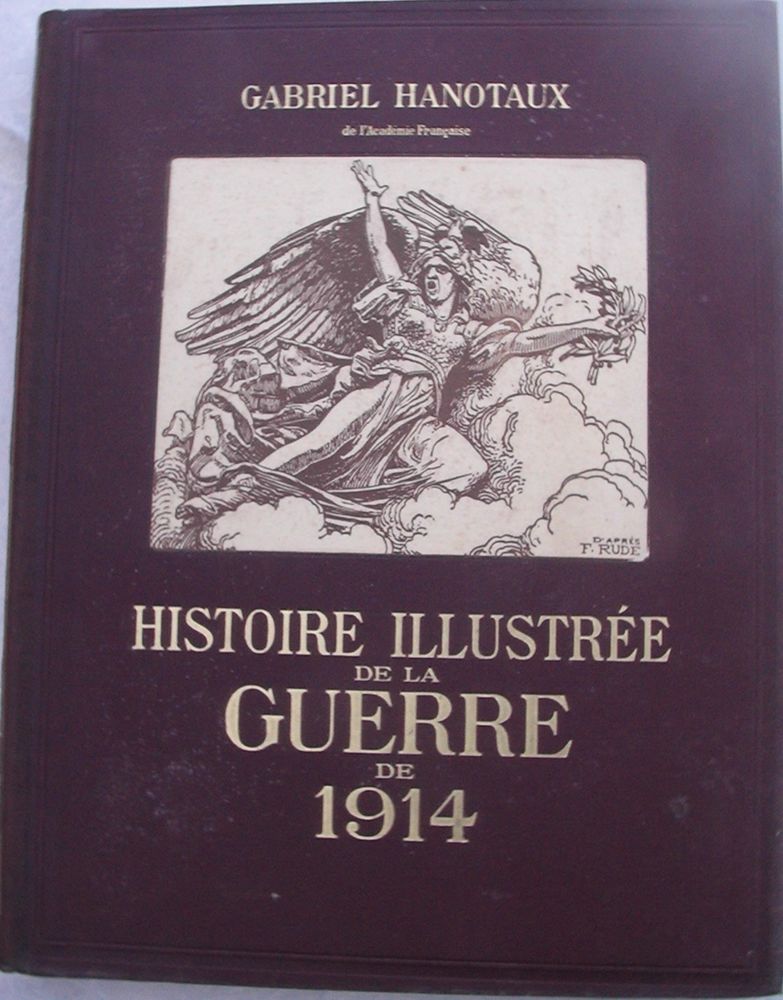 GABRIEL HANOTAUX
de l'Académie Française
D'APRÈS
F. RUDE
HISTOIRE ILLUSTRÉE
DE LA
GUERRE
DE
1914